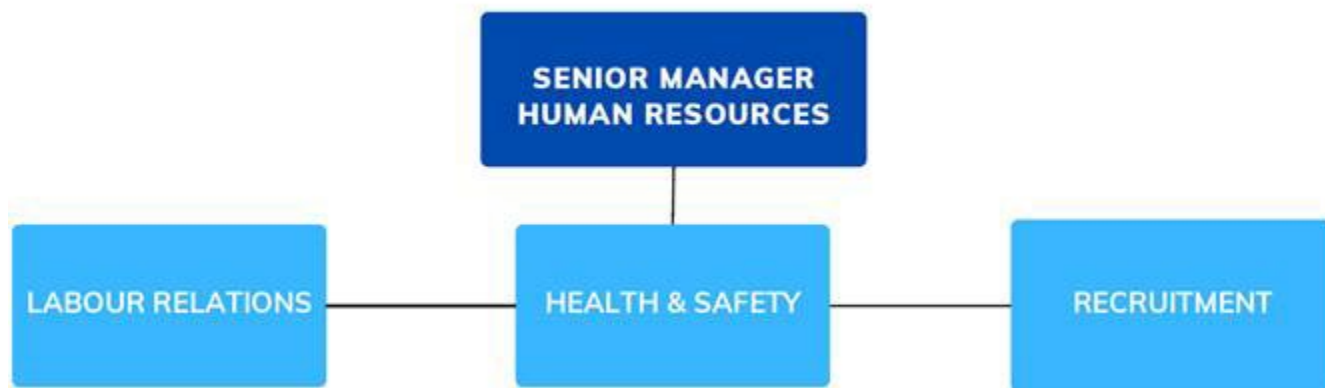 SENIOR MANAGER
HUMAN RESOURCES
LABOUR RELATIONS
HEALTH & SAFETY
RECRUITMENT